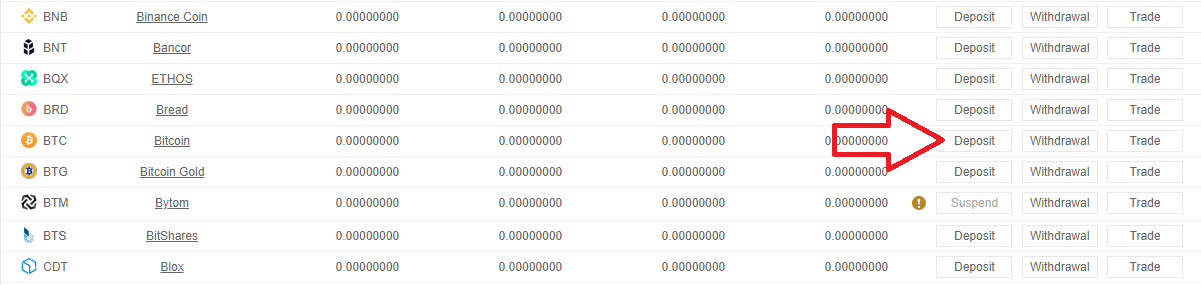 BNB Binance Coin 0.00000000 0.00000000 0.00000000 0.00000000 Deposit Withdrawal Trade
BNT Bancor 0.00000000 0.00000000 0.00000000 0.00000000 Deposit Withdrawal Trade
BQX ETHOS 0.00000000 0.00000000 0.00000000 0.00000000 Deposit Withdrawal Trade
BRD Bread 0.00000000 0.00000000 0.00000000 0.00000000 Deposit Withdrawal Trade
BTC Bitcoin 0.00000000 0.00000000 0.00000000 0.00000000 Deposit Withdrawal Trade
BTG Bitcoin Gold 0.00000000 0.00000000 0.00000000 0.00000000 Deposit Withdrawal Trade
BTM Bytom 0.00000000 0.00000000 0.00000000 0.00000000 ! Suspend Withdrawal Trade
BTS BitShares 0.00000000 0.00000000 0.00000000 0.00000000 Deposit Withdrawal Trade
CDT Blox 0.00000000 0.00000000 0.00000000 0.00000000 Deposit Withdrawal Trade